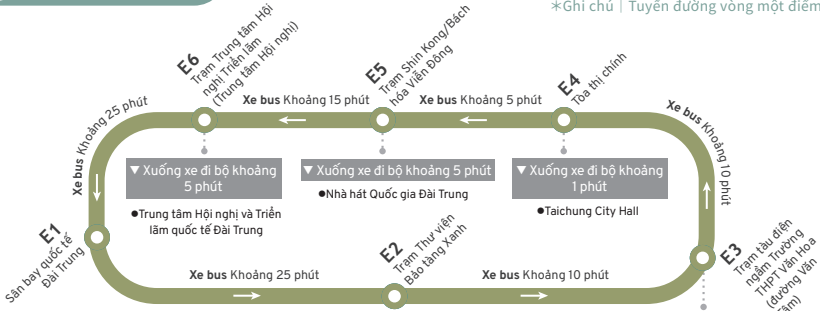 ＊Ghi chú｜Tuyến đường vòng một điểm
E6
Trạm Trung tâm Hội
nghị Triển lãm
(Trung tâm Hội nghị)
E5
Trạm Shin Kong/Bách
hóa Viễn Đông
E4
Tòa thị chính
Xe bus Khoảng 25 phút
Xe bus Khoảng 15 phút
Xe bus Khoảng 5 phút
Xe bus Khoảng 10 phút
▼ Xuống xe đi bộ khoảng
5 phút
●Trung tâm Hội nghị và Triển
lãm quốc tế Đài Trung
▼ Xuống xe đi bộ khoảng 5 phút
●Nhà hát Quốc gia Đài Trung
▼ Xuống xe đi bộ khoảng
1 phút
●Taichung City Hall
E1
Sân bay quốc tế
Đài Trung
Xe bus Khoảng 25 phút
E2
Trạm Thư viện
Bảo tàng Xanh
Xe bus Khoảng 10 phút
E3
Trạm tàu điện
ngầm Trường
THPT Văn Hoa
(đường Văn
Tâm)